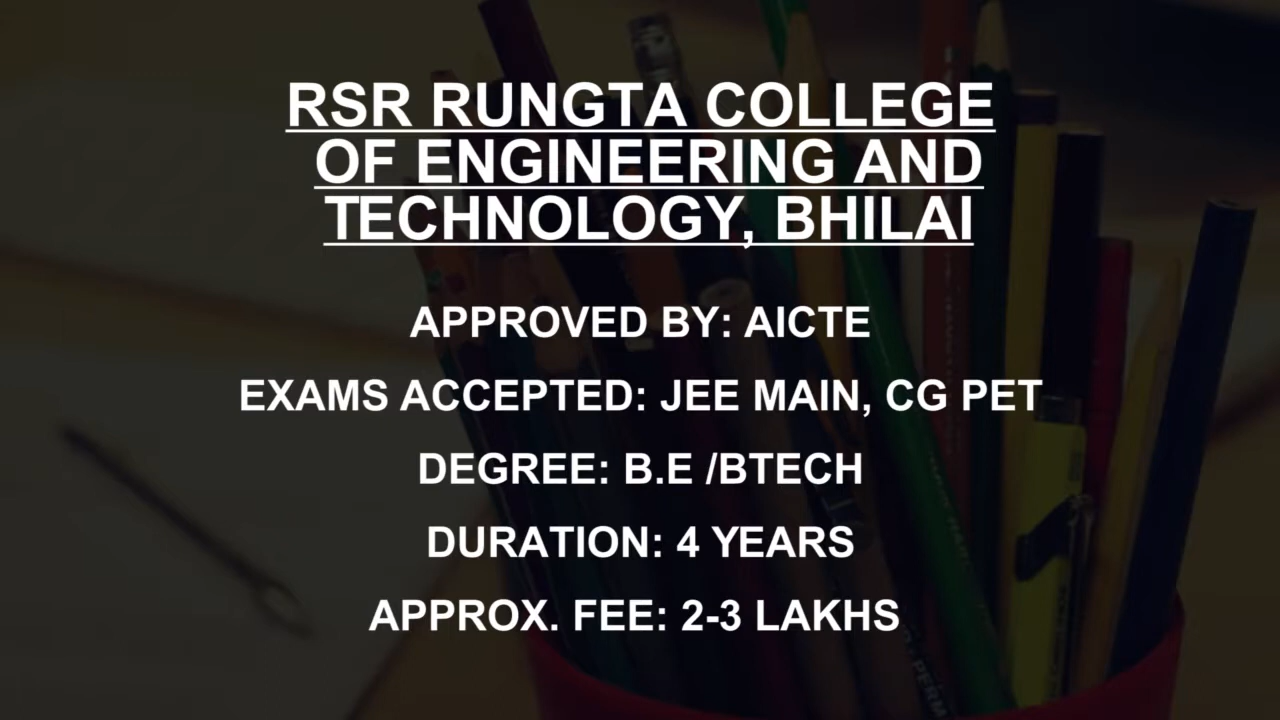 RSR RUNGTA COLLEGE
OF ENGINEERING AND
TECHNOLOGY, BHILAI
APPROVED BY: AICTE
EXAMS ACCEPTED: JEE MAIN, CG PET
DEGREE: B.E /BTECH
DURATION: 4 YEARS
APPROX. FEE: 2-3 LAKHS